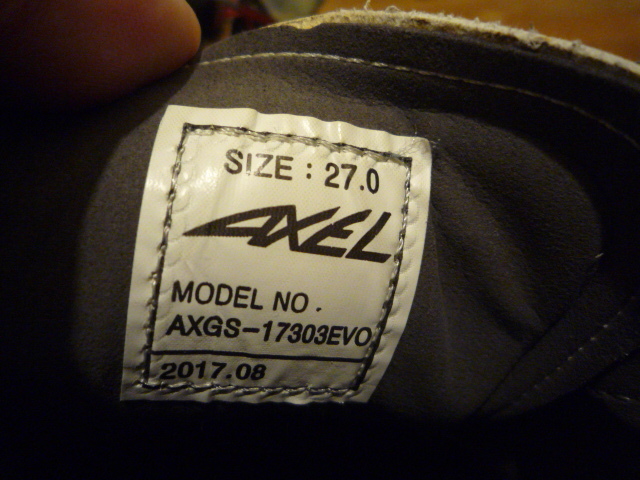 SIZE : 27.0
AXEL
MODEL NO.
AXGS-17303EVO
2017.08